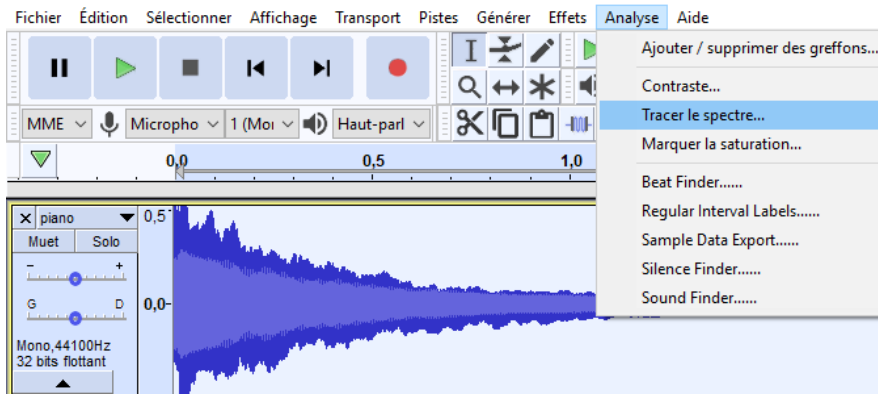 Fichier Édition Sélectionner Affichage Transport Pistes Générer Effets Analyse Aide
Ajouter / supprimer des greffons...
Contraste...
Tracer le spectre...
Marquer la saturation...
Beat Finder......
Regular Interval Labels......
Sample Data Export......
Silence Finder......
Sound Finder......
MME Micropho 1 (Moi Haut-parl
0,0 0,5 1,0
piano
Muet Solo
- +
G D
Mono,44100Hz
32 bits flottant
0,5
0,0-